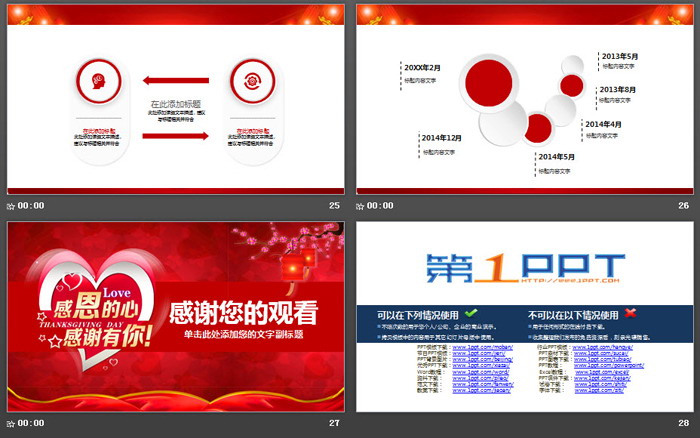 在此添加标题
在此添加标题
在此添加标题
20XX年2月
标题内容文字
2013年5月
标题内容文字
2013年8月
标题内容文字
2014年4月
标题内容文字
2014年12月
标题内容文字
2014年5月
标题内容文字
00:00
25
00:00
26
Love
感恩的心
THANKSGIVING DAY
感谢有你!
感谢您的观看
单击此处添加您的文字副标题
第1PPT
HTTP://WWW.1PPT.COM
可以在下列情况使用
不可以在以下情况使用
PPT模板下载:www.1ppt.com/moban/
行业PPT模板:www.1ppt.com/hangye/
节日PPT模板:www.1ppt.com/jieri/
PPT素材下载:www.1ppt.com/sucai/
PPT背景图片:www.1ppt.com/beijing/
PPT图表下载:www.1ppt.com/tubiao/
优秀PPT下载:www.1ppt.com/xiazai/
PPT教程: www.1ppt.com/powerpoint/
Word教程: www.1ppt.com/word/
Excel教程:www.1ppt.com/excel/
资料下载:www.1ppt.com/ziliao/
PPT课件下载:www.1ppt.com/kejian/
范文下载:www.1ppt.com/fanwen/
试卷下载:www.1ppt.com/shiti/
教案下载:www.1ppt.com/jiaoan/
字体下载:www.1ppt.com/ziti/
00:00
27
00:00
28